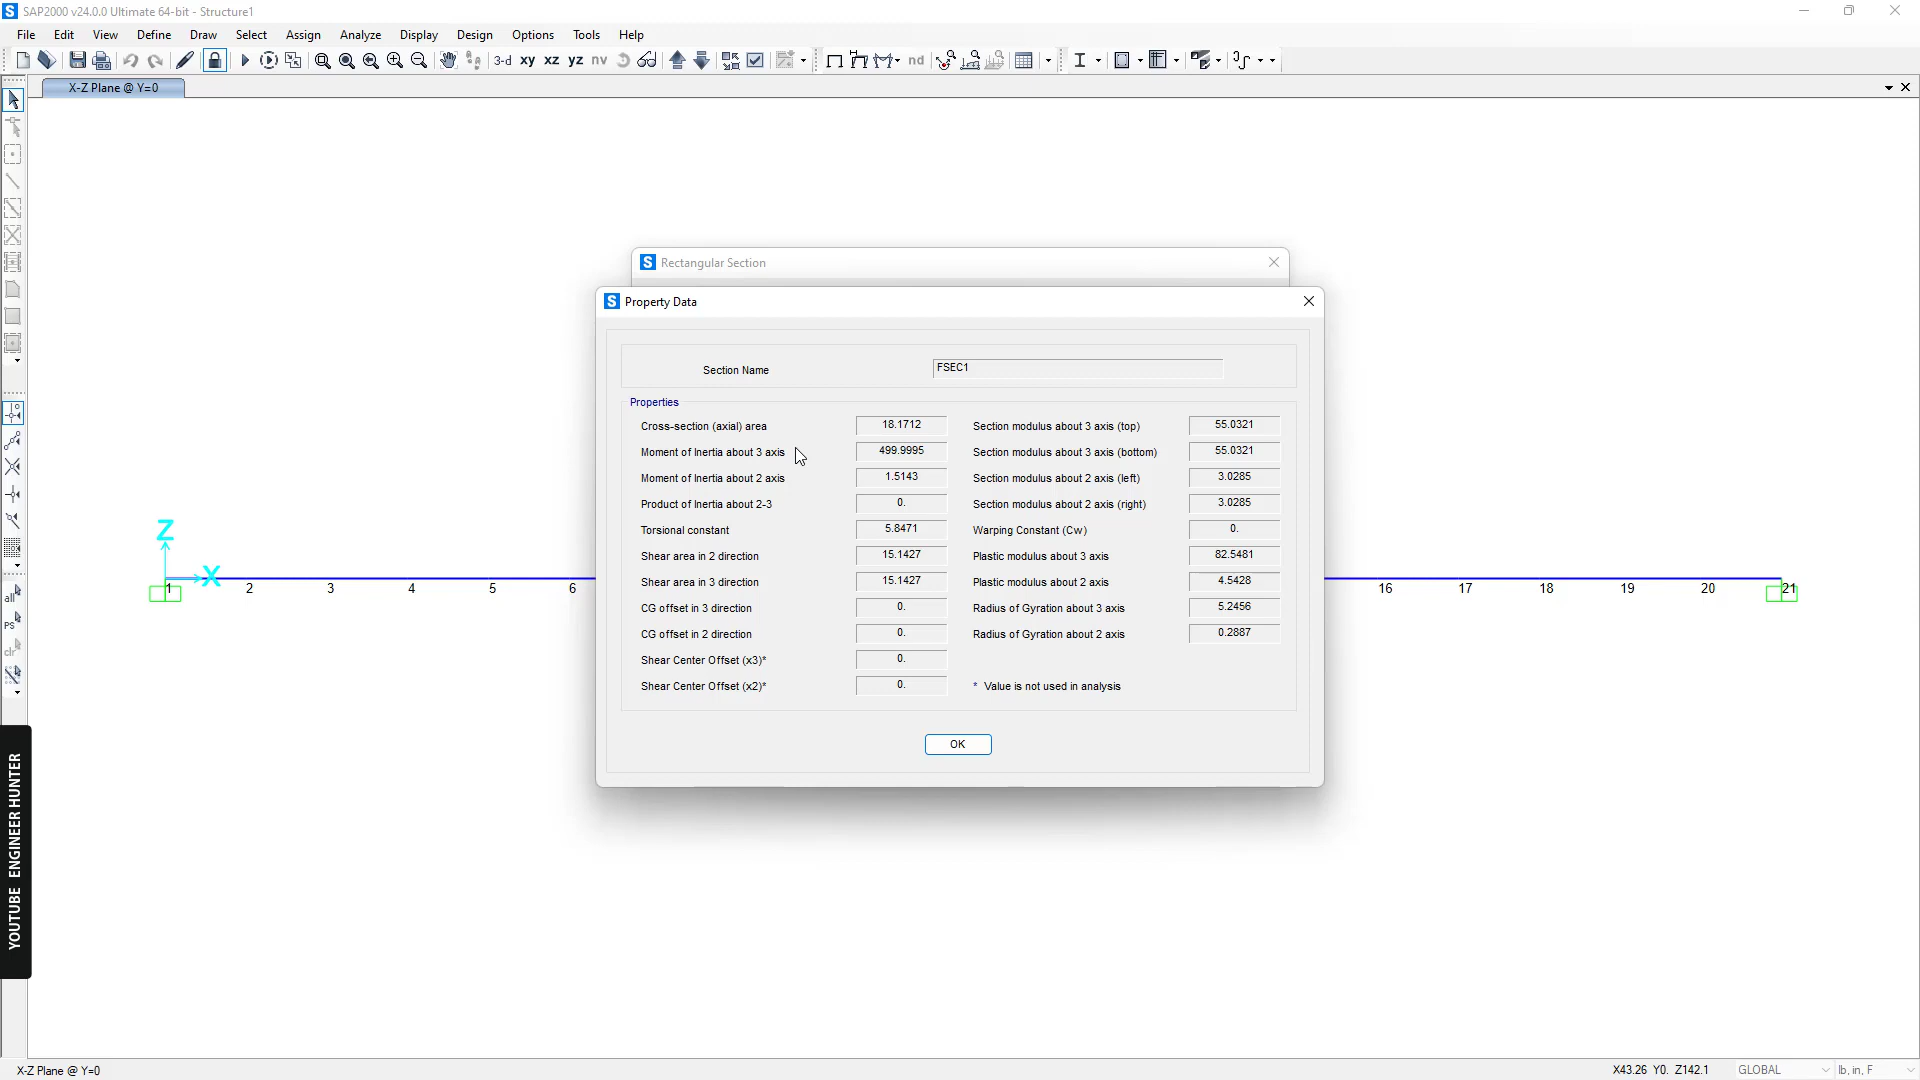 SAP2000 v24.0.0 Ultimate 64-bit - Structure1
File Edit View Define Draw Select Assign Analyze Display Design Options Tools Help
3-d xy xz yz nv nd
X-Z Plane @ Y=0
Rectangular Section
Property Data
Section Name FSEC1
Properties
Cross-section (axial) area 18.1712 Section modulus about 3 axis (top) 55.0321
Moment of Inertia about 3 axis 499.9995 Section modulus about 3 axis (bottom) 55.0321
Moment of Inertia about 2 axis 1.5143 Section modulus about 2 axis (left) 3.0285
Product of Inertia about 2-3 0. Section modulus about 2 axis (right) 3.0285
Torsional constant 5.8471 Warping Constant (Cw) 0.
Shear area in 2 direction 15.1427 Plastic modulus about 3 axis 82.5481
Shear area in 3 direction 15.1427 Plastic modulus about 2 axis 4.5428
CG offset in 3 direction 0. Radius of Gyration about 3 axis 5.2456
CG offset in 2 direction 0. Radius of Gyration about 2 axis 0.2887
Shear Center Offset (x3)* 0.
Shear Center Offset (x2)* 0. * Value is not used in analysis
OK
Z
X
1 2 3 4 5 6 16 17 18 19 20 21
all
PS
clr
YOUTUBE ENGINEER HUNTER
X-Z Plane @ Y=0 X43.26 Y0. Z142.1 GLOBAL lb, in, F